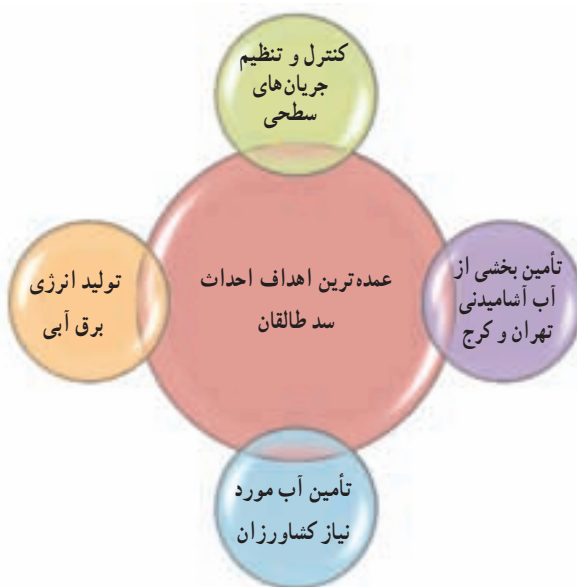 کنترل و تنظیم
جریان‌های
سطحی
عمده‌ترین اهداف احداث
سد طالقان
تأمین بخشی از
آب آشامیدنی
تهران و کرج
تولید انرژی
برق آبی
تأمین آب مورد
نیاز کشاورزان